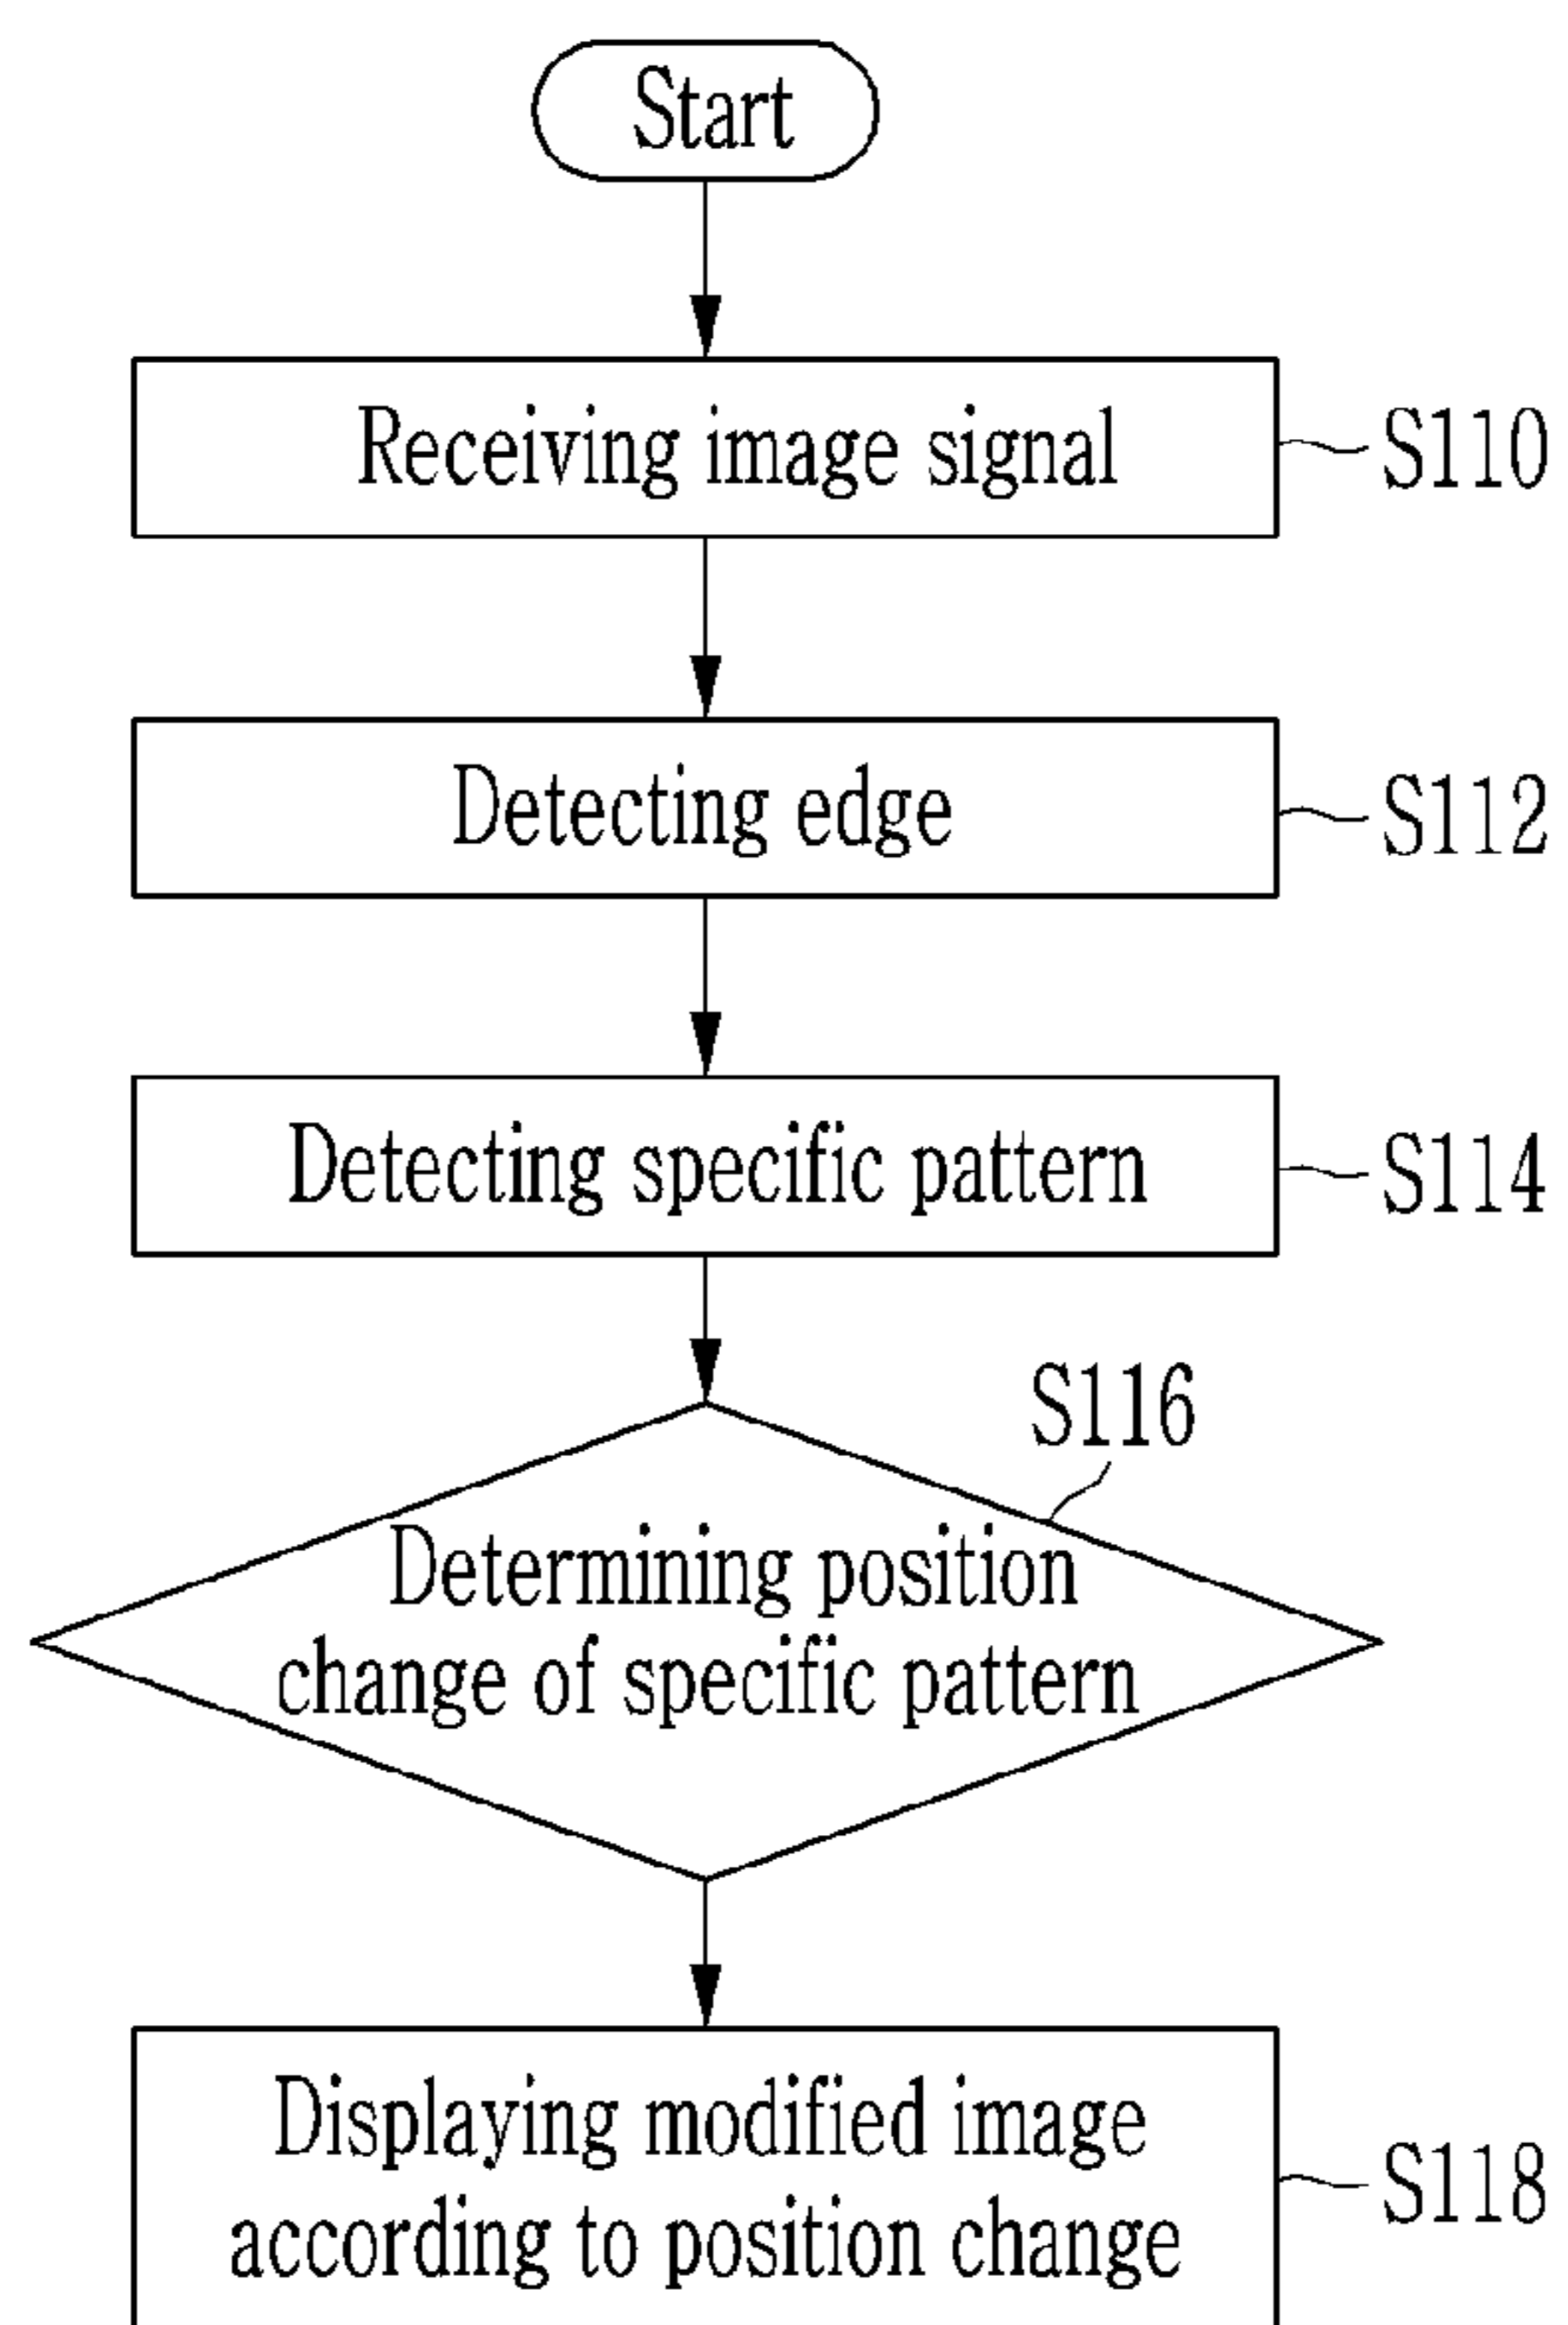 Start
Receiving image signal
S110
Detecting edge
S112
Detecting specific pattern
S114
S116
Determining position
change of specific pattern
Displaying modified image
according to position change
S118